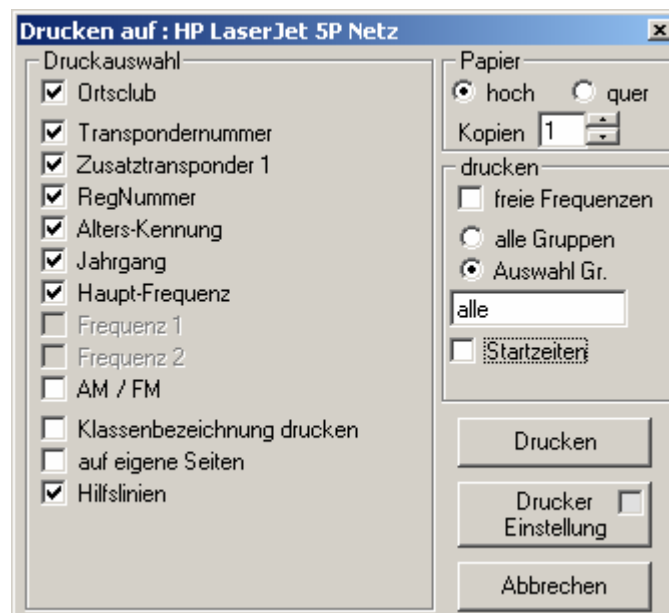 Drucken auf : HP LaserJet 5P Netz
Druckauswahl
Ortsclub
Transpondernummer
Zusatztransponder 1
RegNummer
Alters-Kennung
Jahrgang
Haupt-Frequenz
Frequenz 1
Frequenz 2
AM / FM
Klassenbezeichnung drucken
auf eigene Seiten
Hilfslinien
Papier
hoch quer
Kopien 1
drucken
freie Frequenzen
alle Gruppen
Auswahl Gr.
alle
Startzeiten
Drucken
Drucker
Einstellung
Abbrechen